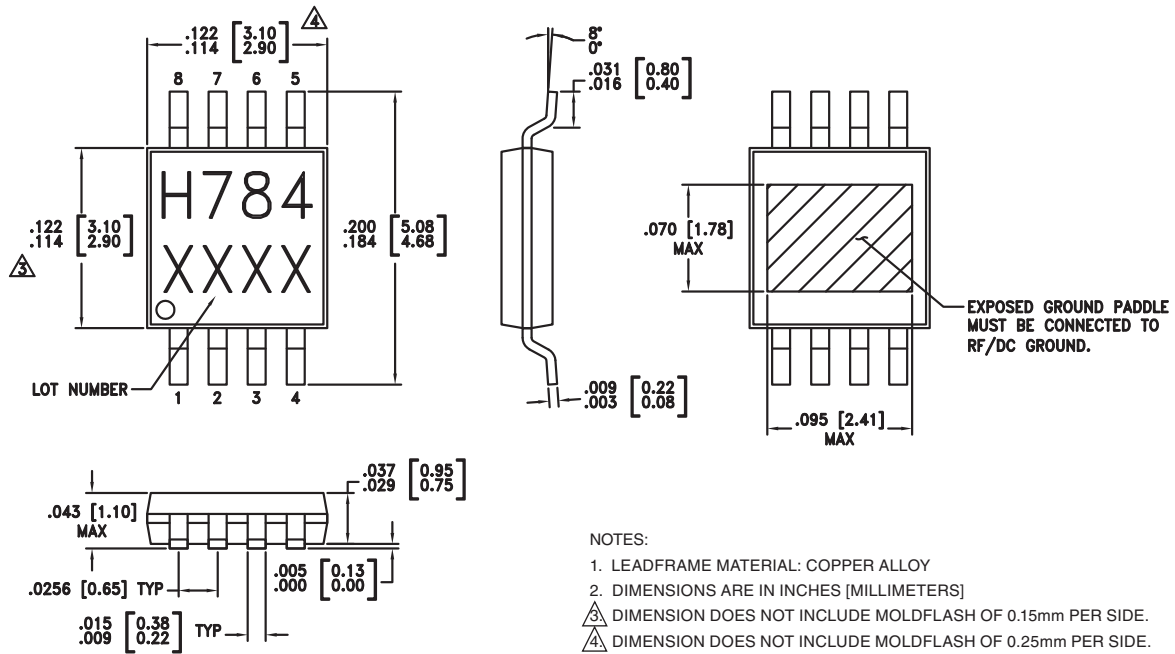 .122 [3.10]
.114 [2.90]
4
8 7 6 5
H784
XXXX
.122 [3.10]
.114 [2.90]
3
.200 [5.08]
.184 [4.68]
LOT NUMBER
1 2 3 4
8°
0°
.031 [0.80]
.016 [0.40]
.009 [0.22]
.003 [0.08]
.070 [1.78]
MAX
EXPOSED GROUND PADDLE
MUST BE CONNECTED TO
RF/DC GROUND.
.095 [2.41]
MAX
.037 [0.95]
.029 [0.75]
.043 [1.10]
MAX
.0256 [0.65] TYP
.005 [0.13]
.000 [0.00]
.015 [0.38] TYP
.009 [0.22]
NOTES:
1. LEADFRAME MATERIAL: COPPER ALLOY
2. DIMENSIONS ARE IN INCHES [MILLIMETERS]
3. DIMENSION DOES NOT INCLUDE MOLDFLASH OF 0.15mm PER SIDE.
4. DIMENSION DOES NOT INCLUDE MOLDFLASH OF 0.25mm PER SIDE.